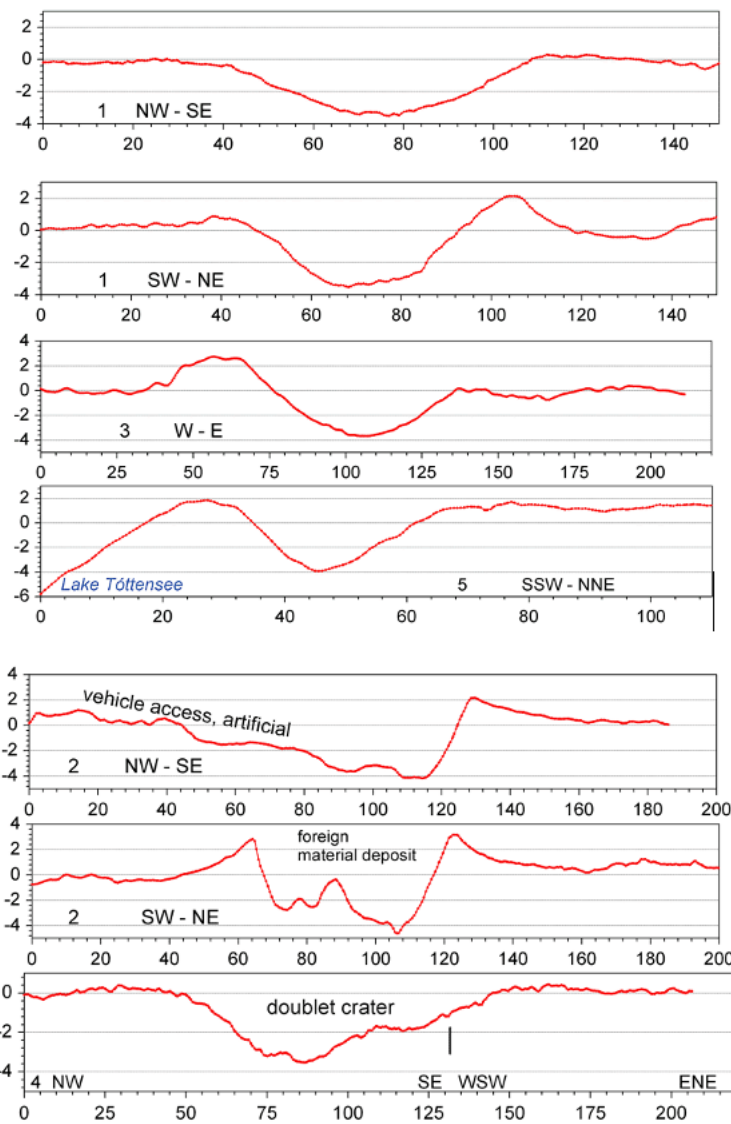 2
0
-2
-4
1 NW - SE
0 20 40 60 80 100 120 140
2
0
-2
-4
1 SW - NE
0 20 40 60 80 100 120 140
4
2
0
-2
-4
3 W - E
0 25 50 75 100 125 150 175 200
2
0
-2
-4
-6
Lake Tóttensee
5 SSW - NNE
0 20 40 60 80 100
4
2
0
-2
-4
vehicle access, artificial
2 NW - SE
0 20 40 60 80 100 120 140 160 180 200
4
2
0
-2
-4
foreign
material deposit
2 SW - NE
0 20 40 60 80 100 120 140 160 180 200
0
-2
-4
doublet crater
4 NW SE WSW ENE
0 25 50 75 100 125 150 175 200